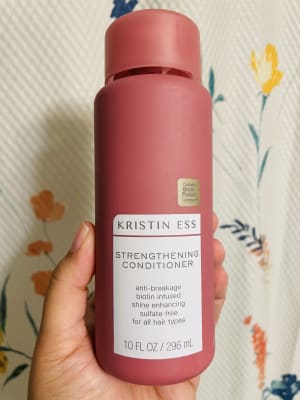 KRISTIN ESS
STRENGTHENING
CONDITIONER
anti-breakage
biotin infused
shine enhancing
sulfate-free
for all hair types
10 FL OZ / 296 mL